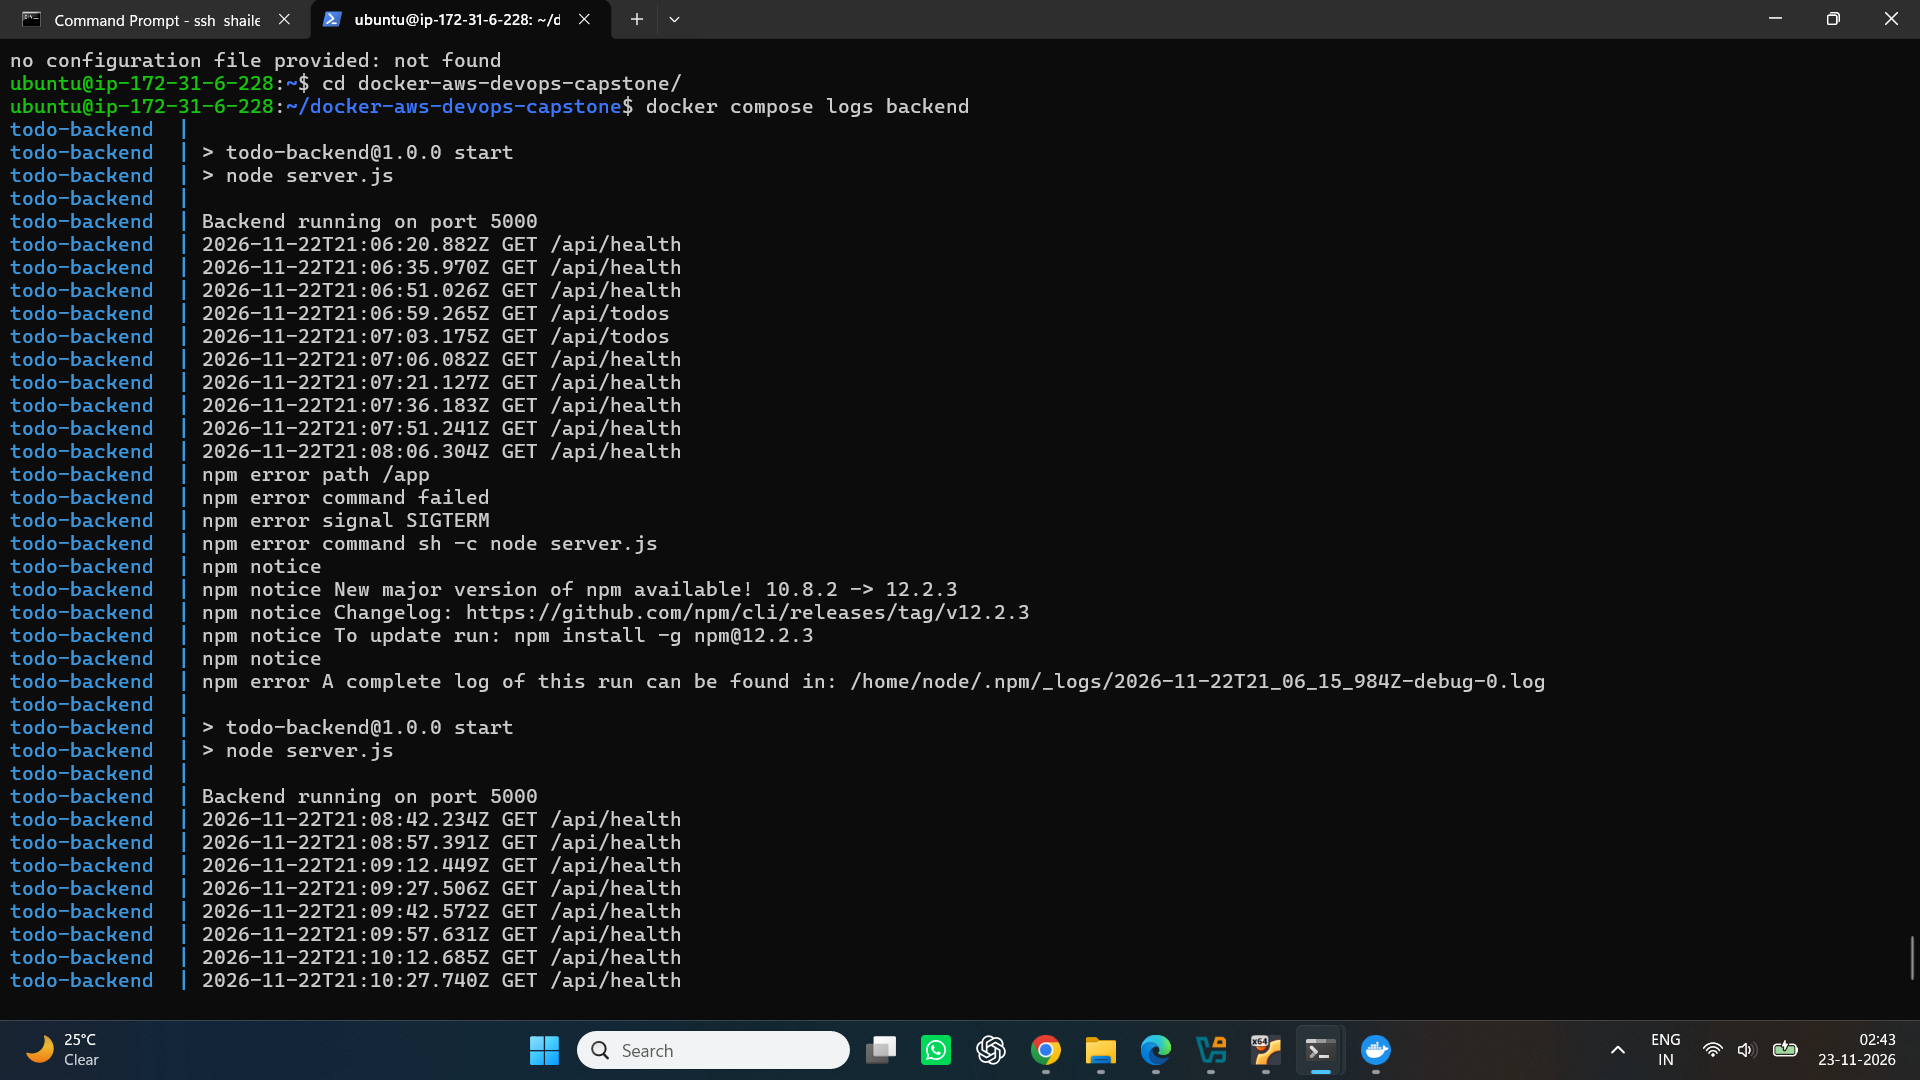 Command Prompt - ssh shaile
ubuntu@ip-172-31-6-228: ~/d
no configuration file provided: not found
ubuntu@ip-172-31-6-228:~$ cd docker-aws-devops-capstone/
ubuntu@ip-172-31-6-228:~/docker-aws-devops-capstone$ docker compose logs backend
todo-backend  |
todo-backend  | > todo-backend@1.0.0 start
todo-backend  | > node server.js
todo-backend  |
todo-backend  | Backend running on port 5000
todo-backend  | 2026-11-22T21:06:20.882Z GET /api/health
todo-backend  | 2026-11-22T21:06:35.970Z GET /api/health
todo-backend  | 2026-11-22T21:06:51.026Z GET /api/health
todo-backend  | 2026-11-22T21:06:59.265Z GET /api/todos
todo-backend  | 2026-11-22T21:07:03.175Z GET /api/todos
todo-backend  | 2026-11-22T21:07:06.082Z GET /api/health
todo-backend  | 2026-11-22T21:07:21.127Z GET /api/health
todo-backend  | 2026-11-22T21:07:36.183Z GET /api/health
todo-backend  | 2026-11-22T21:07:51.241Z GET /api/health
todo-backend  | 2026-11-22T21:08:06.304Z GET /api/health
todo-backend  | npm error path /app
todo-backend  | npm error command failed
todo-backend  | npm error signal SIGTERM
todo-backend  | npm error command sh -c node server.js
todo-backend  | npm notice
todo-backend  | npm notice New major version of npm available! 10.8.2 -> 12.2.3
todo-backend  | npm notice Changelog: https://github.com/npm/cli/releases/tag/v12.2.3
todo-backend  | npm notice To update run: npm install -g npm@12.2.3
todo-backend  | npm notice
todo-backend  | npm error A complete log of this run can be found in: /home/node/.npm/_logs/2026-11-22T21_06_15_984Z-debug-0.log
todo-backend  |
todo-backend  | > todo-backend@1.0.0 start
todo-backend  | > node server.js
todo-backend  |
todo-backend  | Backend running on port 5000
todo-backend  | 2026-11-22T21:08:42.234Z GET /api/health
todo-backend  | 2026-11-22T21:08:57.391Z GET /api/health
todo-backend  | 2026-11-22T21:09:12.449Z GET /api/health
todo-backend  | 2026-11-22T21:09:27.506Z GET /api/health
todo-backend  | 2026-11-22T21:09:42.572Z GET /api/health
todo-backend  | 2026-11-22T21:09:57.631Z GET /api/health
todo-backend  | 2026-11-22T21:10:12.685Z GET /api/health
todo-backend  | 2026-11-22T21:10:27.740Z GET /api/health
25°C
Clear
Search
x64
ENG
IN
02:43
23-11-2026